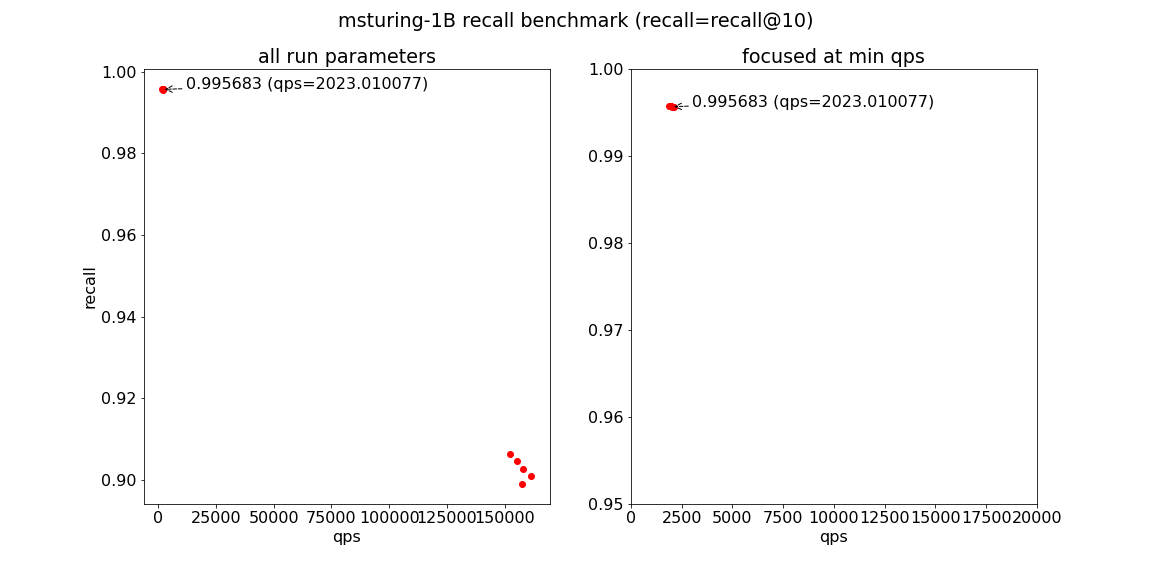 msturing-1B recall benchmark (recall=recall@10)
all run parameters
1.00
0.98
0.96
0.94
0.92
0.90
recall
0.995683 (qps=2023.010077)
0 25000 50000 75000 100000 125000 150000
qps
focused at min qps
1.00
0.99
0.98
0.97
0.96
0.95
0.995683 (qps=2023.010077)
0 2500 5000 7500 10000 12500 15000 17500 20000
qps